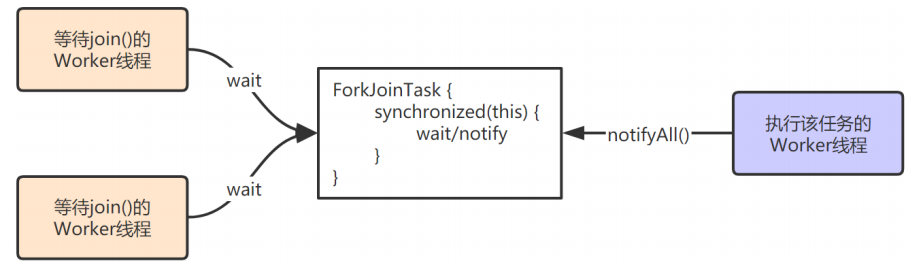 等待join()的
Worker线程
wait
ForkJoinTask {
synchronized(this) {
wait/notify
}
}
notifyAll()
执行该任务的
Worker线程
wait
等待join()的
Worker线程